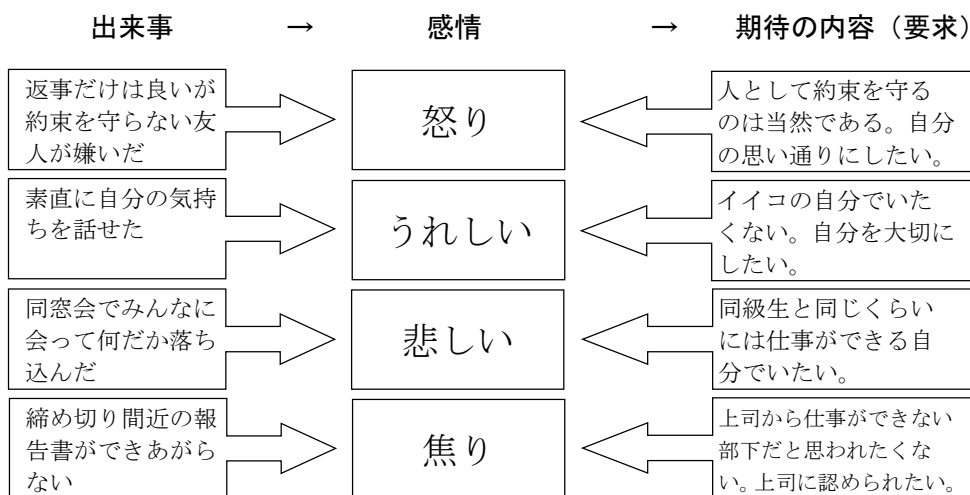 出来事 → 感情 → 期待の内容（要求）
返事だけは良いが
約束を守らない友
人が嫌いだ
怒り
人として約束を守る
のは当然である。自分
の思い通りにしたい。
素直に自分の気持
ちを話せた
うれしい
イイコの自分でいた
くない。自分を大切に
したい。
同窓会でみんなに
会って何だか落ち
込んだ
悲しい
同級生と同じくらい
には仕事ができる自
分でいたい。
締め切り間近の報
告書ができあがら
ない
焦り
上司から仕事ができない
部下だと思われたくな
い。上司に認められたい。